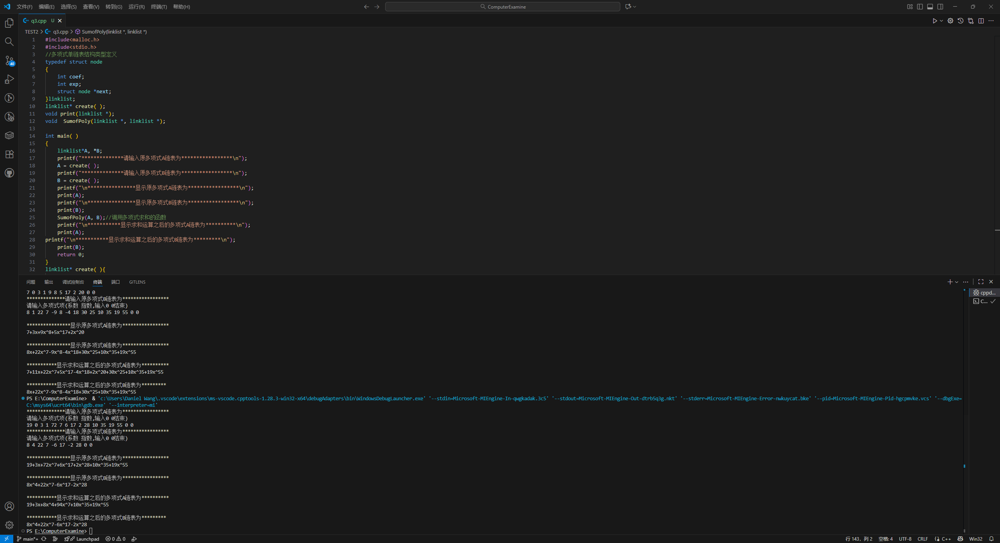 文件(F) 编辑(E) 选择(S) 查看(V) 转到(G) 运行(R) 终端(T) 帮助(H)
ComputerExamine
q3.cpp U
TEST2 > q3.cpp > SumofPoly(linklist *, linklist *)
1 #include<malloc.h>
2 #include<stdio.h>
3 //多项式单链表结构类型定义
4 typedef struct node
5 {
6 int coef;
7 int exp;
8 struct node *next;
9 }linklist;
10 linklist* create( );
11 void print(linklist *);
12 void  SumofPoly(linklist *, linklist *);
13
14 int main( )
15 {
16 linklist*A, *B;
17 printf("**************请输入原多项式A链表为*****************\n");
18 A = create( );
19 printf("**************请输入原多项式B链表为*****************\n");
20 B = create( );
21 printf("\n****************显示原多项式A链表为*****************\n");
22 print(A);
23 printf("\n****************显示原多项式B链表为*****************\n");
24 print(B);
25 SumofPoly(A, B);//调用多项式求和的函数
26 printf("\n***********显示求和运算之后的多项式A链表为**********\n");
27 print(A);
28 printf("\n***********显示求和运算之后的多项式B链表为*********\n");
29 print(B);
30 return 0;
31 }
32 linklist* create( ){
问题 输出 调试控制台 终端 端口 GITLENS
7 0 3 1 9 8 5 17 2 20 0 0
**************请输入原多项式B链表为*****************
请输入多项式项(系数 指数,输入0 0结束)
8 1 22 7 -9 8 -4 18 30 25 10 35 19 55 0 0
****************显示原多项式A链表为*****************
7+3x+9x^8+5x^17+2x^20
****************显示原多项式B链表为*****************
8x+22x^7-9x^8-4x^18+30x^25+10x^35+19x^55
***********显示求和运算之后的多项式A链表为**********
7+11x+22x^7+5x^17-4x^18+2x^20+30x^25+10x^35+19x^55
***********显示求和运算之后的多项式B链表为*********
8x+22x^7-9x^8-4x^18+30x^25+10x^35+19x^55
PS E:\ComputerExamine>  & 'c:\Users\Daniel Wang\.vscode\extensions\ms-vscode.cpptools-1.28.3-win32-x64\debugAdapters\bin\WindowsDebugLauncher.exe' '--stdin=Microsoft-MIEngine-In-qwgkadak.3c5' '--stdout=Microsoft-MIEngine-Out-dtrb5q3g.nkt' '--stderr=Microsoft-MIEngine-Error-nwkuycat.bke' '--pid=Microsoft-MIEngine-Pid-hgcpmvke.vcs' '--dbgExe=
C:\msys64\ucrt64\bin\gdb.exe' '--interpreter=mi'
**************请输入原多项式A链表为*****************
请输入多项式项(系数 指数,输入0 0结束)
19 0 3 1 72 7 6 17 2 28 10 35 19 55 0 0
**************请输入原多项式B链表为*****************
请输入多项式项(系数 指数,输入0 0结束)
8 4 22 7 -6 17 -2 28 0 0
****************显示原多项式A链表为*****************
19+3x+72x^7+6x^17+2x^28+10x^35+19x^55
****************显示原多项式B链表为*****************
8x^4+22x^7-6x^17-2x^28
***********显示求和运算之后的多项式A链表为**********
19+3x+8x^4+94x^7+10x^35+19x^55
***********显示求和运算之后的多项式B链表为*********
8x^4+22x^7-6x^17-2x^28
PS E:\ComputerExamine>
cppd...
C...
40
main*+ Launchpad 0 0 行 143，列 2 空格: 4 UTF-8 CRLF C++ Win32